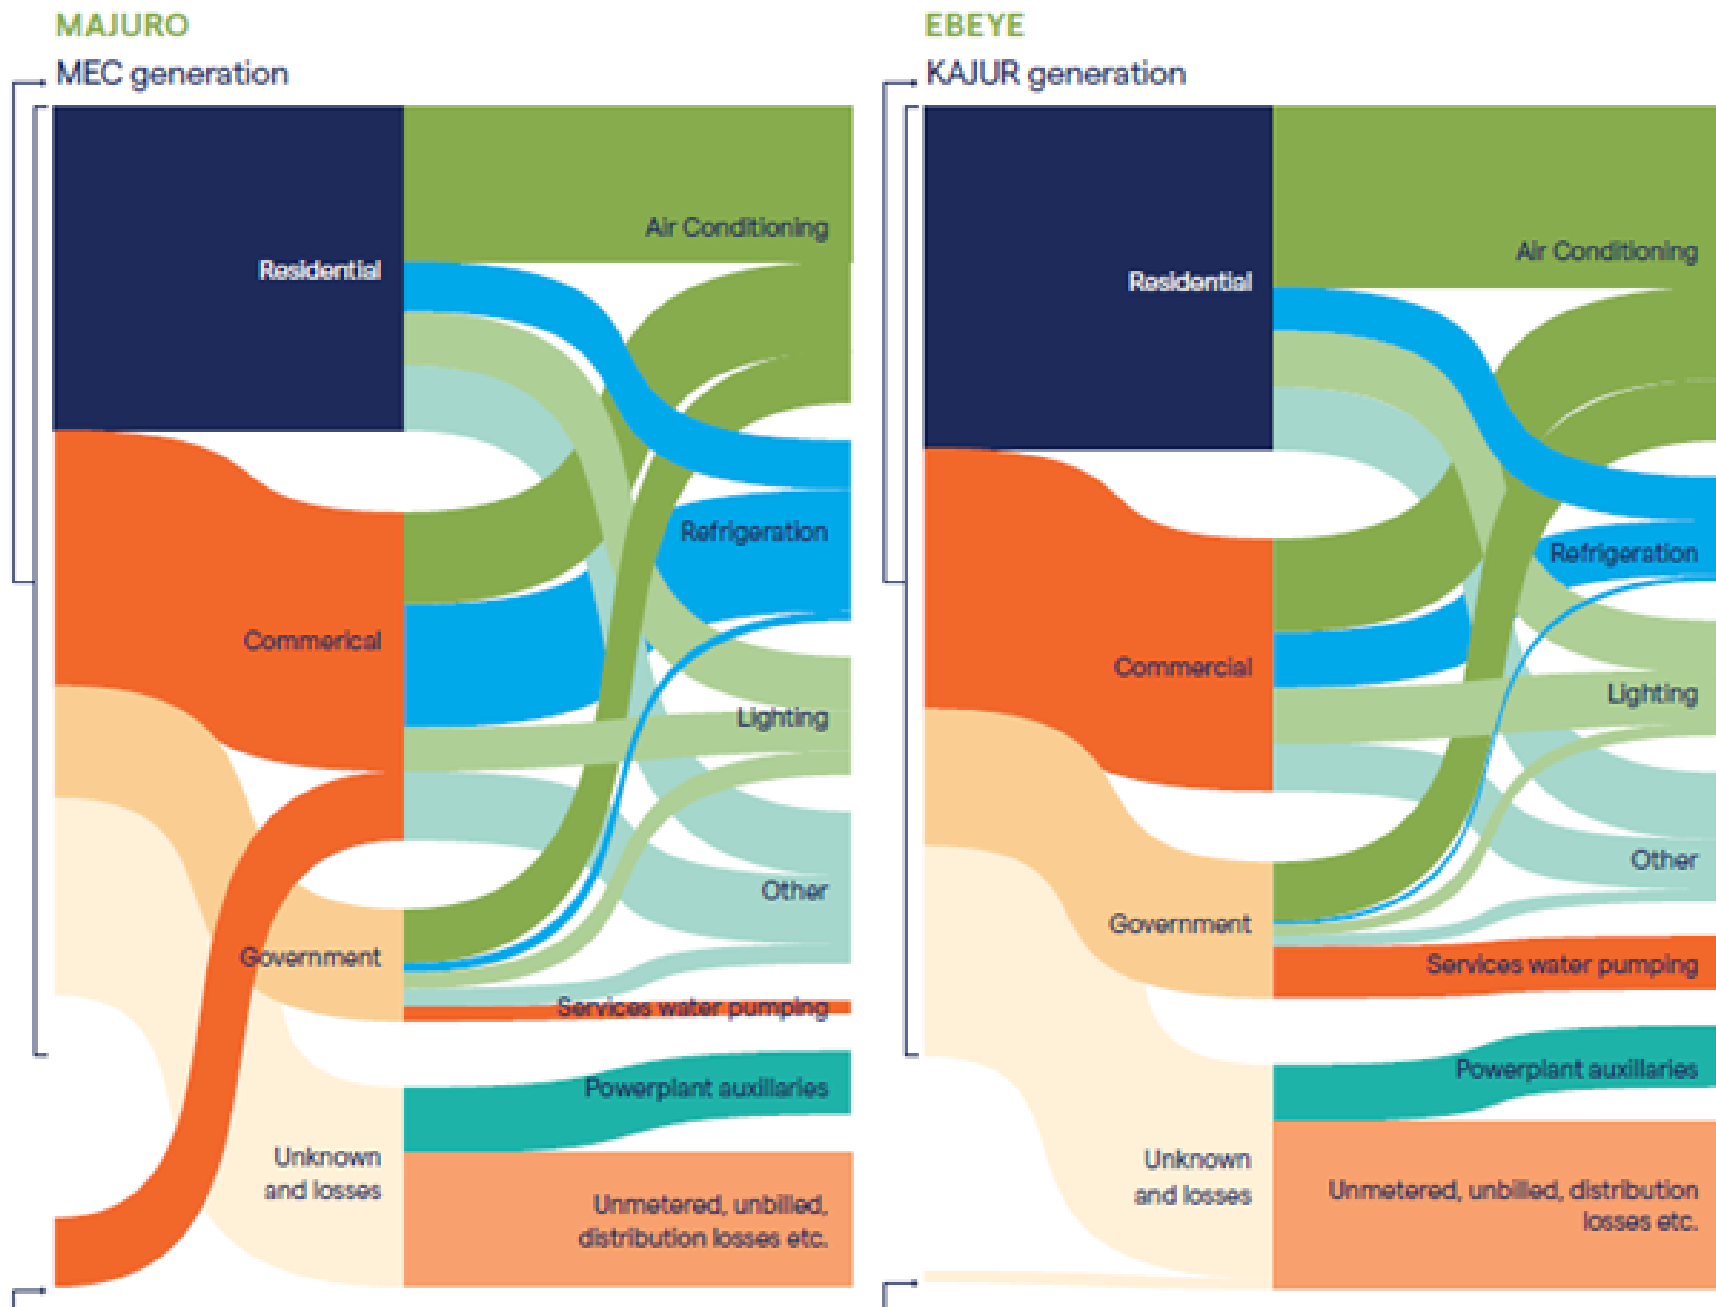 MAJURO
MEC generation
Residential
Commerical
Government
Unknown
and losses
Air Conditioning
Refrigeration
Lighting
Other
Services water pumping
Powerplant auxillaries
Unmetered, unbilled,
distribution losses etc.
EBEYE
KAJUR generation
Residential
Commercial
Government
Unknown
and losses
Air Conditioning
Refrigeration
Lighting
Other
Services water pumping
Powerplant auxillaries
Unmetered, unbilled, distribution
losses etc.